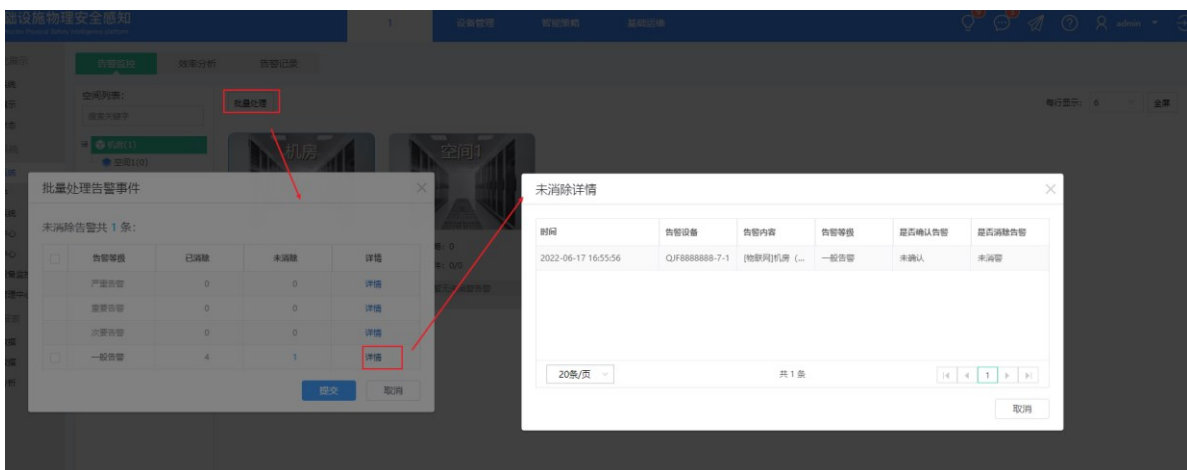 础设施物理安全感知
1
设备管理
智能策略
基础运维
admin
告警监控
效率分析
告警记录
空间列表：
搜索关键字
机房(1)
空间1(0)
批量处理
每行显示： 6
全屏
机房
空间1
批量处理告警事件
未消除告警共 1 条：
告警等级 已消除 未消除 详情
严重告警 0 0 详情
重要告警 0 0 详情
次要告警 0 0 详情
一般告警 4 1 详情
提交
取消
未消除详情
时间 告警设备 告警内容 告警等级 是否确认告警 是否消除告警
2022-06-17 16:55:56 QJF8888888-7-1 [物联网]机房 (... 一般告警 未确认 未消警
20条/页
共 1 条
1
取消